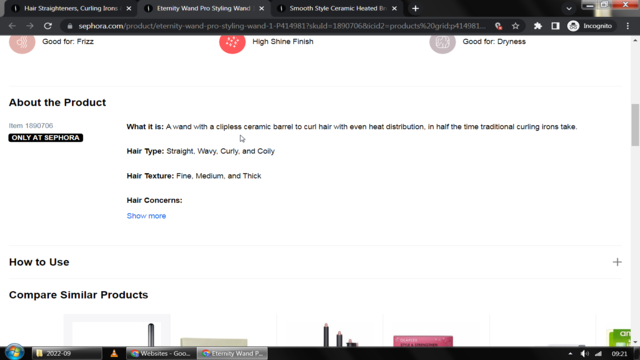 Hair Straighteners, Curling Irons
Eternity Wand Pro Styling Wand
Smooth Style Ceramic Heated Br
sephora.com/product/eternity-wand-pro-styling-wand-1-P414981?skuId=1890706&icid2=products%20grid:p414981...
Incognito
Good for: Frizz
High Shine Finish
Good for: Dryness
About the Product
Item 1890706
ONLY AT SEPHORA
What it is: A wand with a clipless ceramic barrel to curl hair with even heat distribution, in half the time traditional curling irons take.
Hair Type: Straight, Wavy, Curly, and Coily
Hair Texture: Fine, Medium, and Thick
Hair Concerns:
Show more
How to Use
Compare Similar Products
2022-09
Websites - Goo...
Eternity Wand P...
09:21